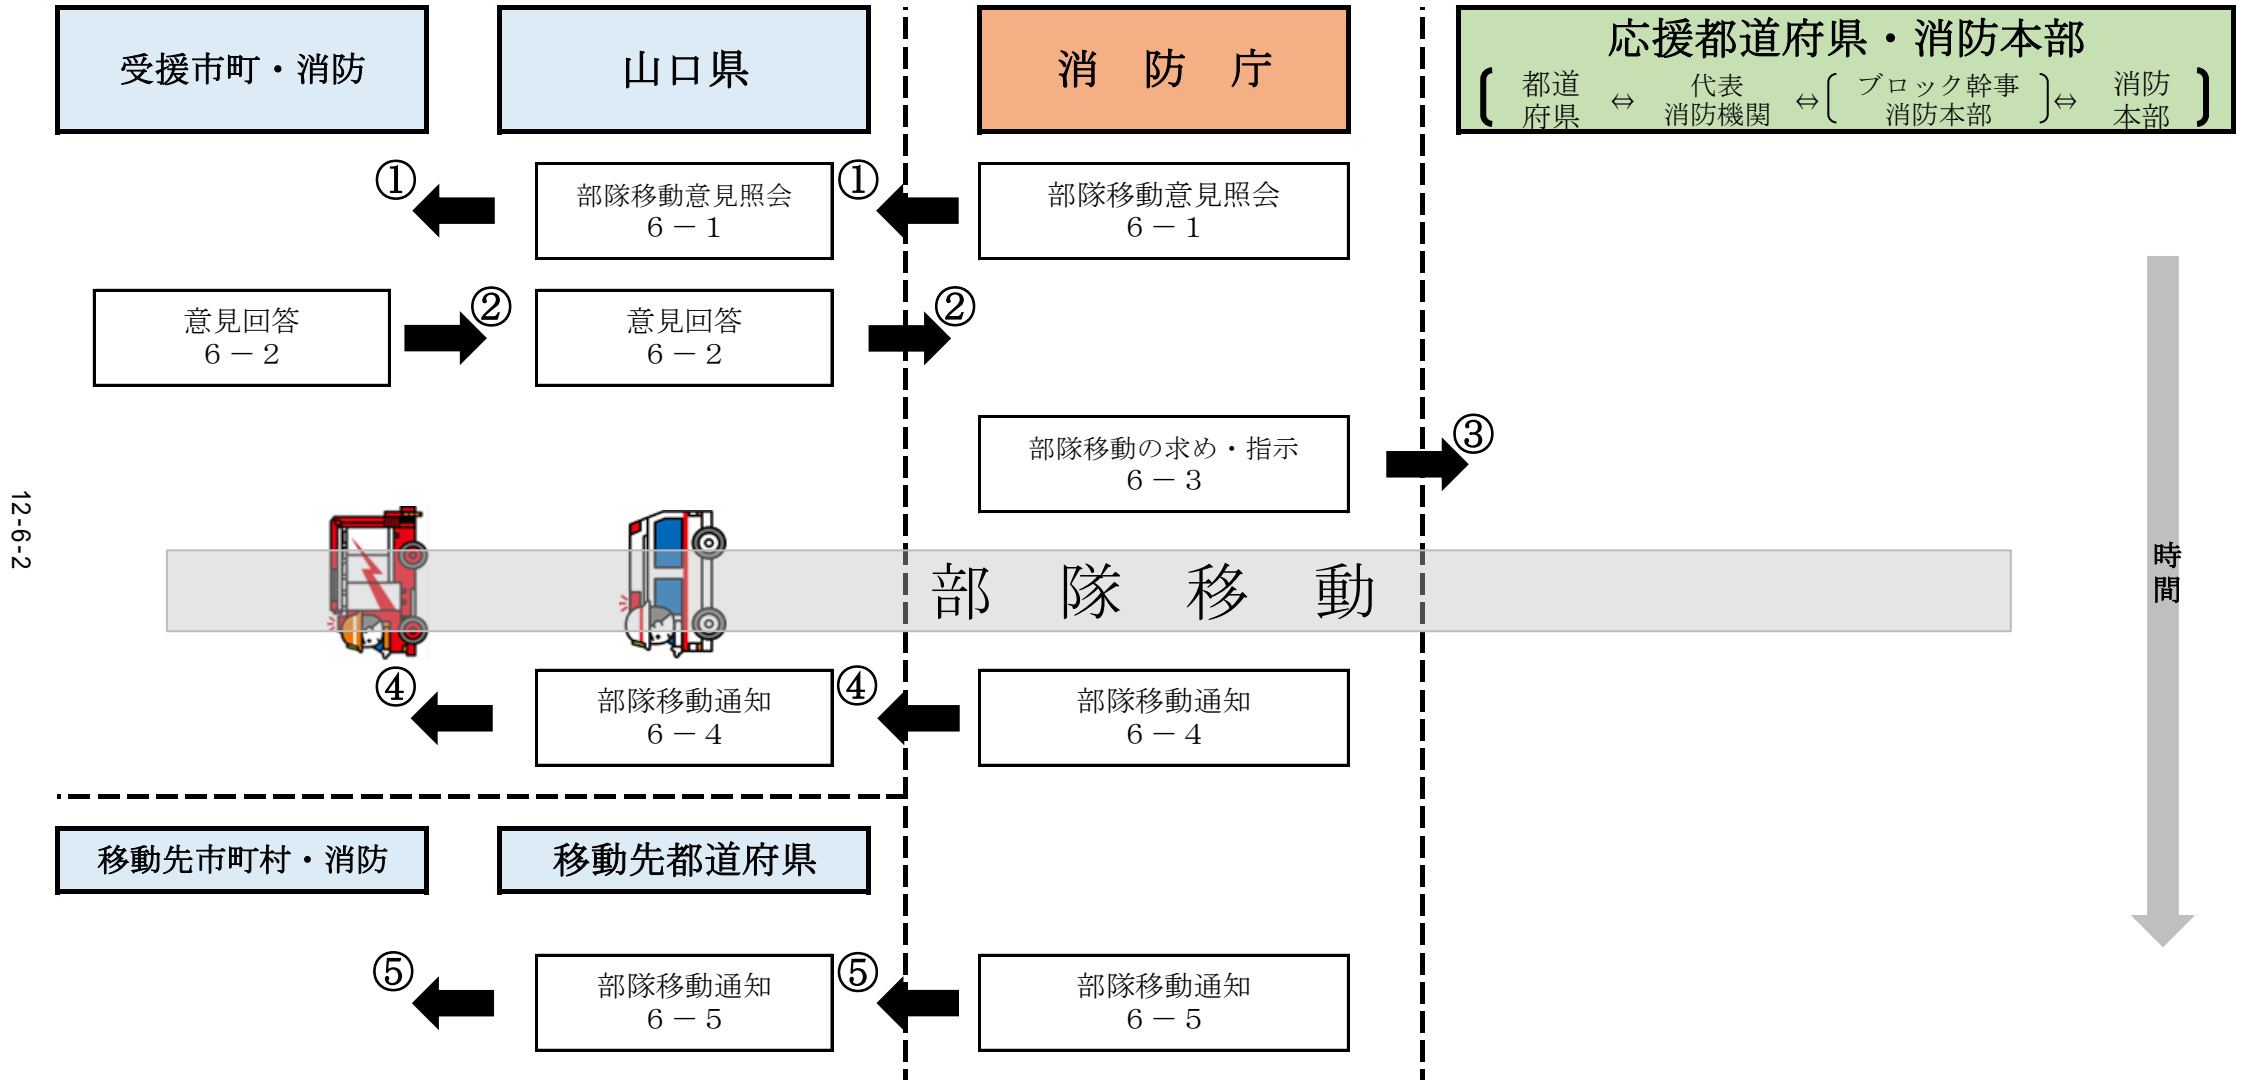 受援市町・消防
山口県
消　防　庁
応援都道府県・消防本部
都道
府県
⇔
代表
消防機関
⇔
ブロック幹事
消防本部
⇔
消防
本部
①
部隊移動意見照会
６－１
①
部隊移動意見照会
６－１
意見回答
６－２
②
意見回答
６－２
②
部隊移動の求め・指示
６－３
③
12-6-2
部　隊　移　動
時
間
④
部隊移動通知
６－４
④
部隊移動通知
６－４
移動先市町村・消防
移動先都道府県
⑤
部隊移動通知
６－５
⑤
部隊移動通知
６－５